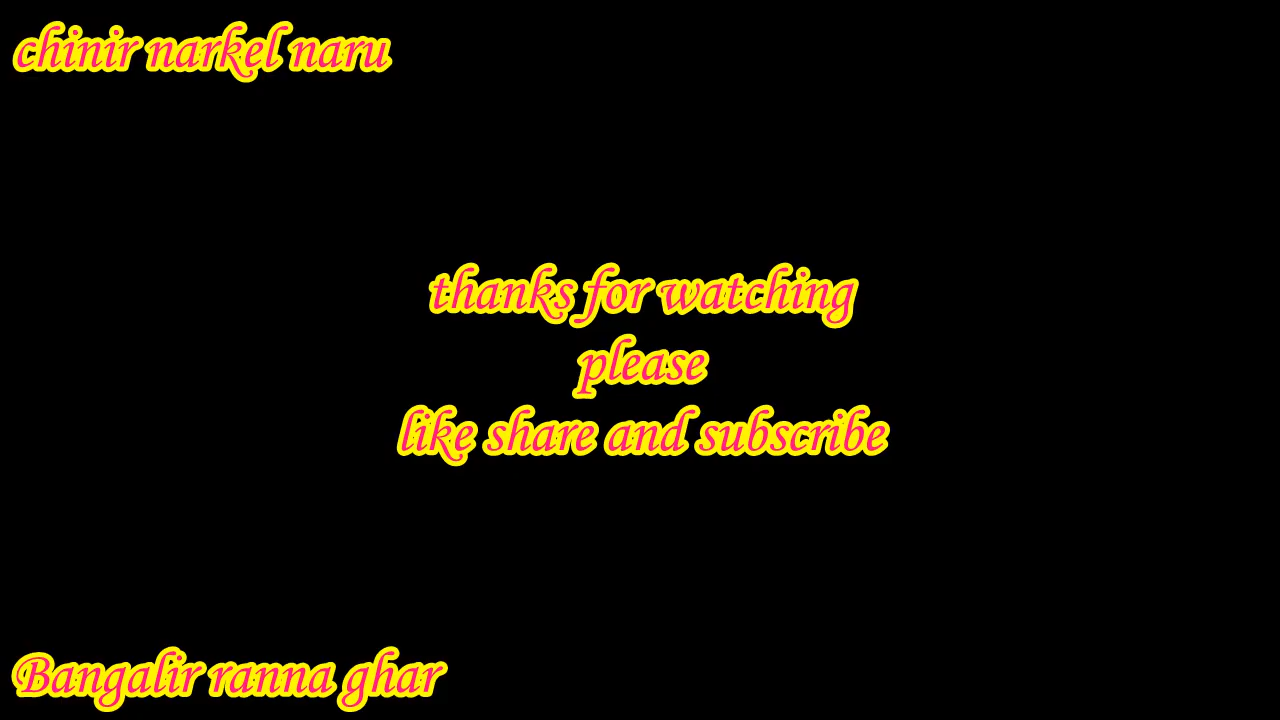 chinir narkel naru
thanks for watching
please
like share and subscribe
Bangalir ranna ghar